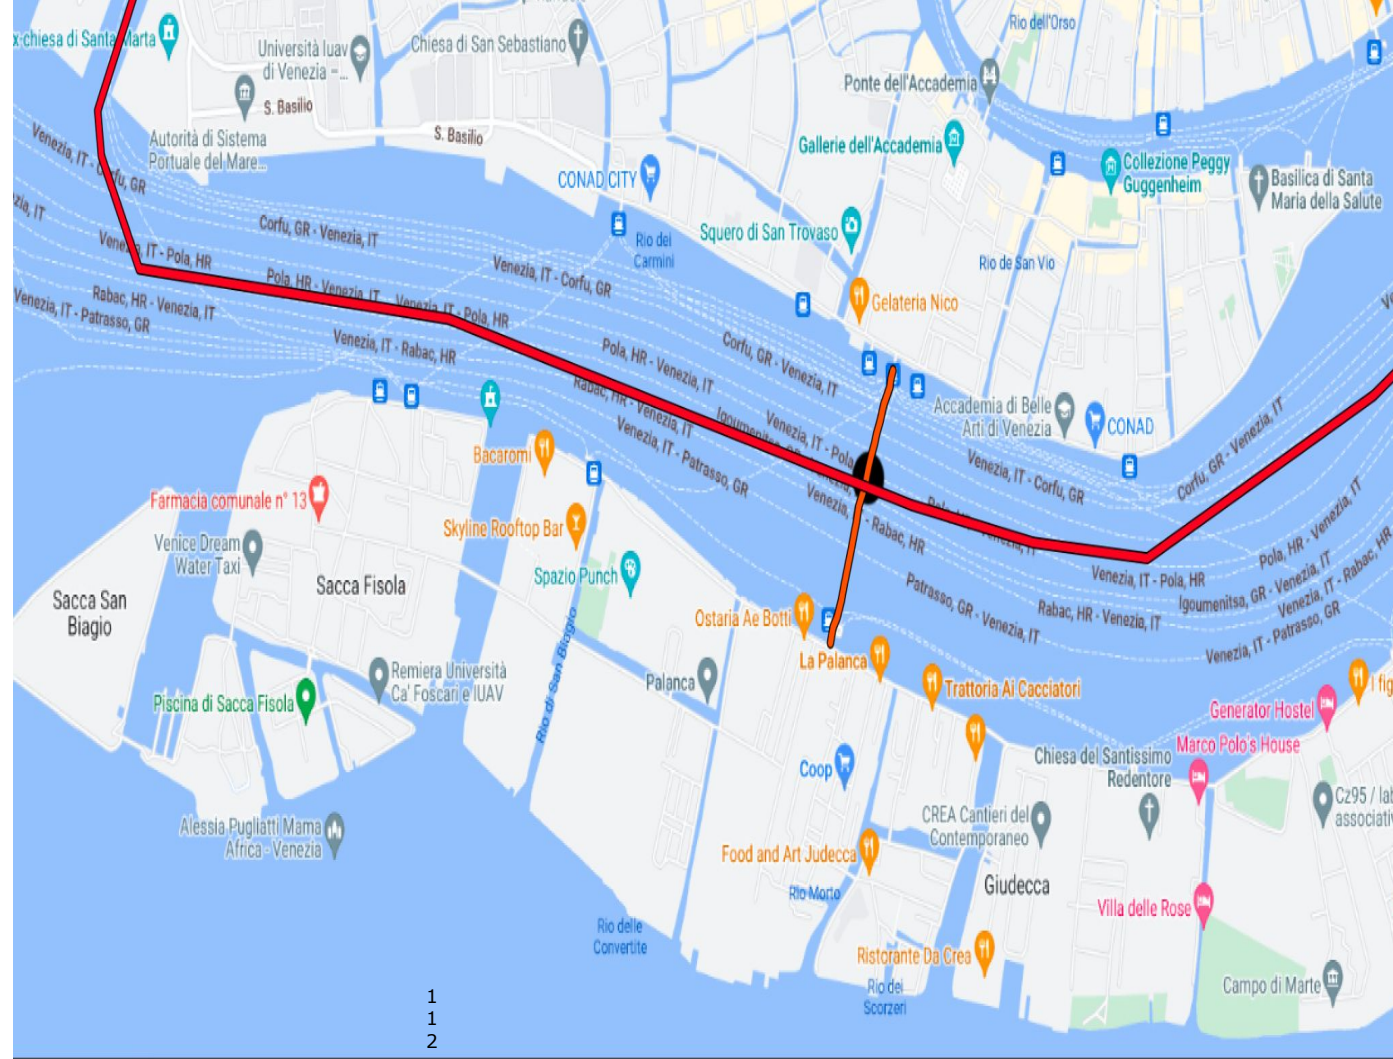 x-chiesa di Santa Marta
Università Iuav
di Venezia –...
Chiesa di San Sebastiano
Rio dell'Orso
Ponte dell'Accademia
S. Basilio
S. Basilio
Autorità di Sistema
Portuale del Mare...
Gallerie dell'Accademia
Collezione Peggy
Guggenheim
Basilica di Santa
Maria della Salute
CONAD CITY
Squero di San Trovaso
Rio dei
Carmini
Rio de San Vio
Gelateria Nico
Venezia, IT - Corfu, GR
zia, IT
Corfu, GR - Venezia, IT
Venezia, IT - Corfu, GR
Venezia, IT - Pola, HR
Pola, HR - Venezia, IT
Venezia, IT - Pola, HR
Rabac, HR - Venezia, IT
Venezia, IT - Patrasso, GR
Venezia, IT - Rabac, HR
Pola, HR - Venezia, IT
Corfu, GR - Venezia, IT
Rabac, HR - Venezia, IT
Venezia, IT - Patrasso, GR
Venezia, IT - Pola
Venezia, IT - Rabac, HR
Venezia, IT - Corfu, GR
Corfu, GR - Venezia, IT
Accademia di Belle
Arti di Venezia
CONAD
Bacaromi
Farmacia comunale n° 13
Skyline Rooftop Bar
Venice Dream
Water Taxi
Spazio Punch
Sacca San
Biagio
Sacca Fisola
Ostaria Ae Botti
La Palanca
Patrasso, GR - Venezia, IT
Venezia, IT - Pola, HR
Rabac, HR - Venezia, IT
Pola, HR - Venezia, IT
Igoumenitsa, GR - Venezia, IT
Venezia, IT - Rabac, HR
Venezia, IT - Patrasso, GR
Remiera Università
Ca' Foscari e IUAV
Piscina di Sacca Fisola
Rio di San Biagio
Palanca
Trattoria Ai Cacciatori
I fig
Generator Hostel
Marco Polo's House
Chiesa del Santissimo
Redentore
Coop
Cz95 / lab
associativ
CREA Cantieri del
Contemporaneo
Alessia Pugliatti Mama
Africa - Venezia
Food and Art Judecca
Giudecca
Rio Morto
Villa delle Rose
Rio delle
Convertite
Ristorante Da Crea
Rio dei
Scorzeri
Campo di Marte
1
1
2